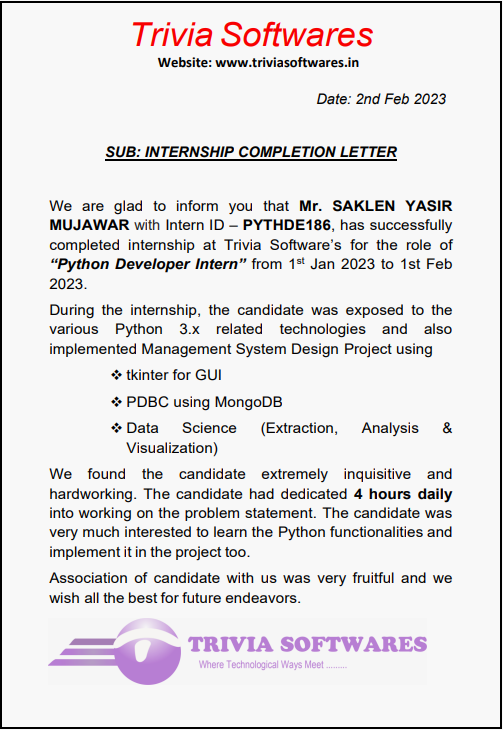 Trivia Softwares
Website: www.triviasoftwares.in
Date: 2nd Feb 2023
SUB: INTERNSHIP COMPLETION LETTER
We are glad to inform you that Mr. SAKLEN YASIR
MUJAWAR with Intern ID – PYTHDE186, has successfully
completed internship at Trivia Software’s for the role of
“Python Developer Intern” from 1st Jan 2023 to 1st Feb
2023.
During the internship, the candidate was exposed to the
various Python 3.x related technologies and also
implemented Management System Design Project using
❖ tkinter for GUI
❖ PDBC using MongoDB
❖ Data Science (Extraction, Analysis &
Visualization)
We found the candidate extremely inquisitive and
hardworking. The candidate had dedicated 4 hours daily
into working on the problem statement. The candidate was
very much interested to learn the Python functionalities and
implement it in the project too.
Association of candidate with us was very fruitful and we
wish all the best for future endeavors.
TRIVIA SOFTWARES
Where Technological Ways Meet .........